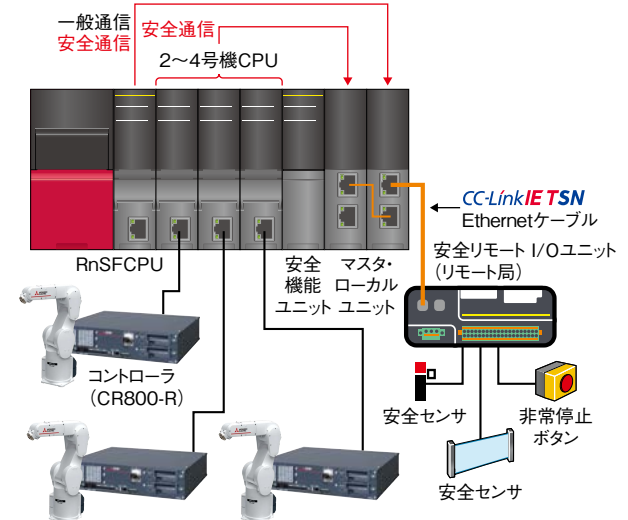 一般通信
安全通信
安全通信
2～4号機CPU
CC-Link IE TSN
Ethernetケーブル
RnSFCPU
安全
機能
ユニット
マスタ・
ローカル
ユニット
安全リモート I/Oユニット
（リモート局）
コントローラ
（CR800-R）
安全センサ
非常停止
ボタン
安全センサ